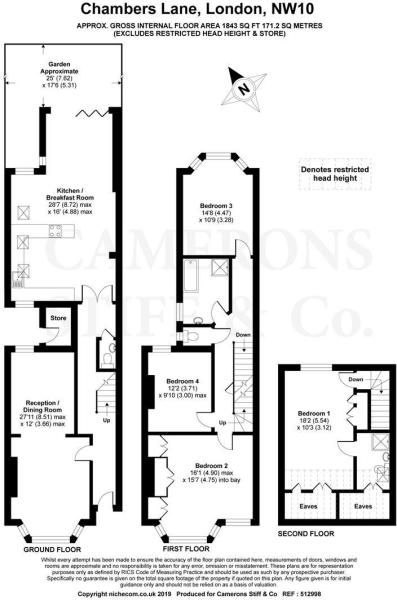 Chambers Lane, London, NW10
APPROX. GROSS INTERNAL FLOOR AREA 1843 SQ FT 171.2 SQ METRES
(EXCLUDES RESTRICTED HEAD HEIGHT & STORE)
Garden
Approximate
25' (7.62)
x 17'6 (5.31)
N
Denotes restricted
head height
Kitchen /
Breakfast Room
28'7 (8.72) max
x 16' (4.88) max
Bedroom 3
14'8 (4.47)
x 10'9 (3.28)
CAMERONS
STIFF & Co.
Store
Down
Reception /
Dining Room
27'11 (8.51) max
x 12' (3.66) max
Up
Bedroom 4
12'2 (3.71)
x 9'10 (3.00) max
Up
Bedroom 2
16'1 (4.90) max
x 15'7 (4.75) into bay
Down
Bedroom 1
18'2 (5.54)
x 10'3 (3.12)
Eaves
Eaves
GROUND FLOOR
FIRST FLOOR
SECOND FLOOR
Whilst every attempt has been made to ensure the accuracy of the floor plan contained here, measurements of doors, windows and
rooms are approximate and no responsibility is taken for any error, omission or misstatement. These plans are for representation
purposes only as defined by RICS Code of Measuring Practice and should be used as such by any prospective purchaser
Specifically no guarantee is given on the total square footage of the property if quoted on this plan. Any figure given is for initial
guidance only and should not be relied on as a basis of valuation.
Copyright nichecom.co.uk 2019 Produced for Camerons Stiff & Co REF : 512998